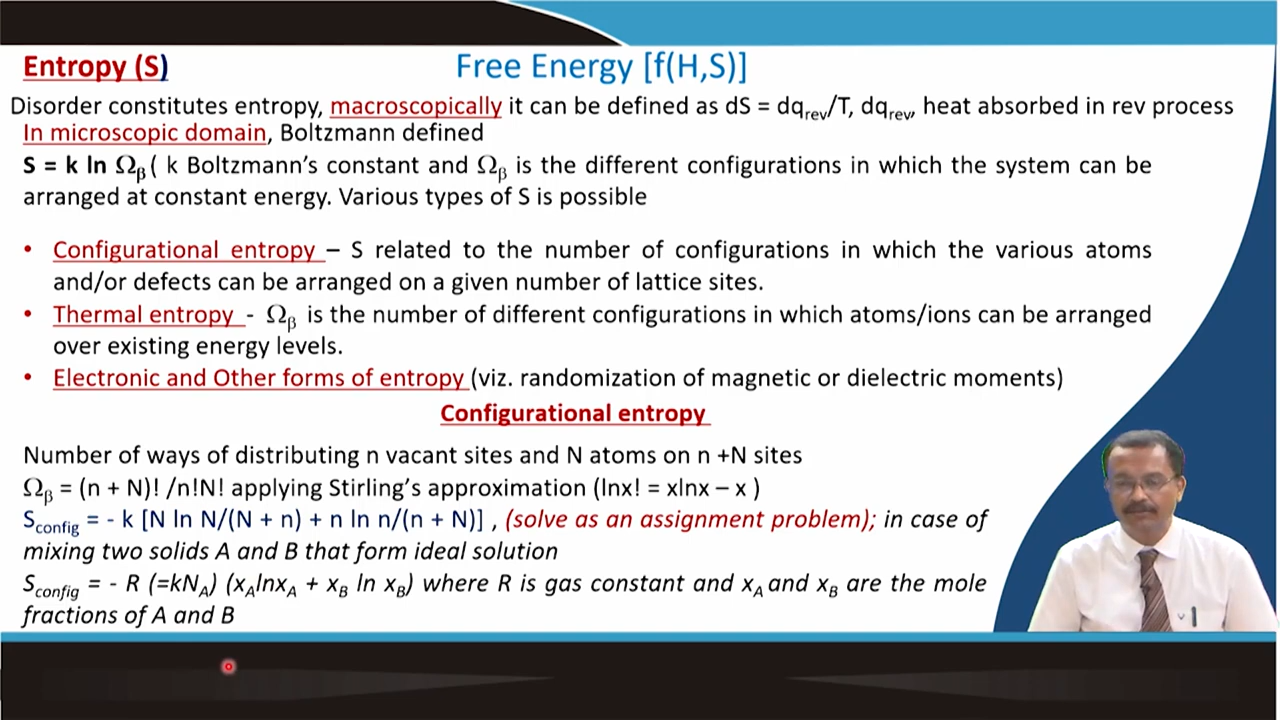 Entropy (S)
Free Energy [f(H,S)]
Disorder constitutes entropy, macroscopically it can be defined as dS = dqrev/T, dqrev, heat absorbed in rev process
In microscopic domain, Boltzmann defined
S = k ln Ωβ ( k Boltzmann's constant and Ωβ is the different configurations in which the system can be
arranged at constant energy. Various types of S is possible
• Configurational entropy – S related to the number of configurations in which the various atoms
and/or defects can be arranged on a given number of lattice sites.
• Thermal entropy - Ωβ is the number of different configurations in which atoms/ions can be arranged
over existing energy levels.
• Electronic and Other forms of entropy (viz. randomization of magnetic or dielectric moments)
Configurational entropy
Number of ways of distributing n vacant sites and N atoms on n +N sites
Ωβ = (n + N)! /n!N! applying Stirling's approximation (lnx! = xlnx – x )
Sconfig = - k [N ln N/(N + n) + n ln n/(n + N)] , (solve as an assignment problem); in case of
mixing two solids A and B that form ideal solution
Sconfig = - R (=kNA) (xAlnxA + xB ln xB) where R is gas constant and xA and xB are the mole
fractions of A and B